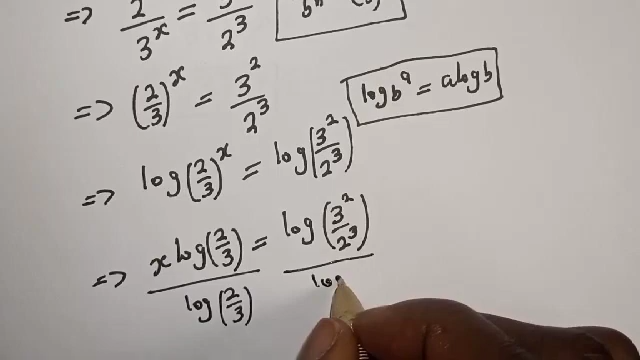 => 2/3^x = 3/2^3
=> (2/3)^x = 3^2/2^3
log b^a = a log b
=> log(2/3)^x = log(3^2/2^3)
=> x log(2/3)/log(2/3) = log(3^2/2^3)/log